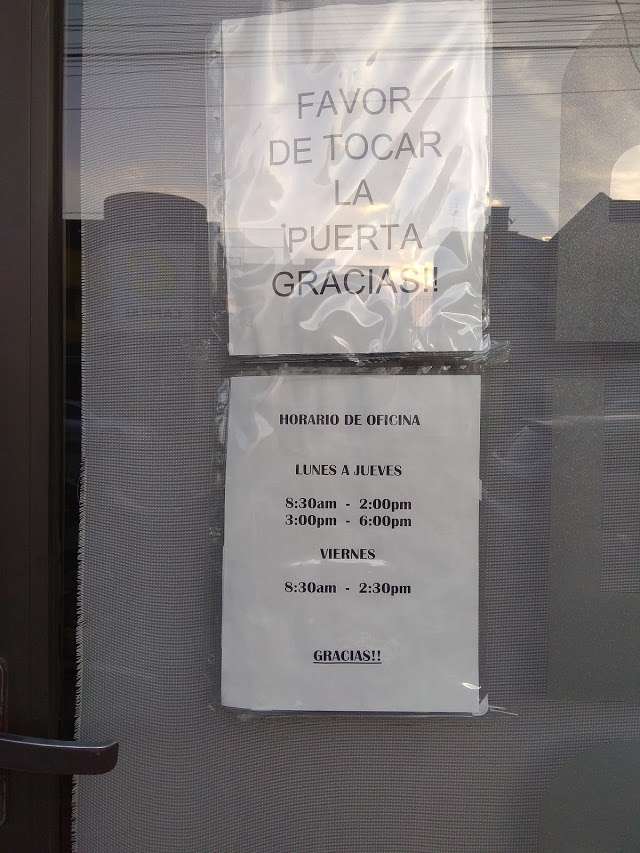 FAVOR
DE TOCAR
LA
¡PUERTA
GRACIAS!!
HORARIO DE OFICINA
LUNES A JUEVES
8:30am - 2:00pm
3:00pm - 6:00pm
VIERNES
8:30am - 2:30pm
GRACIAS!!